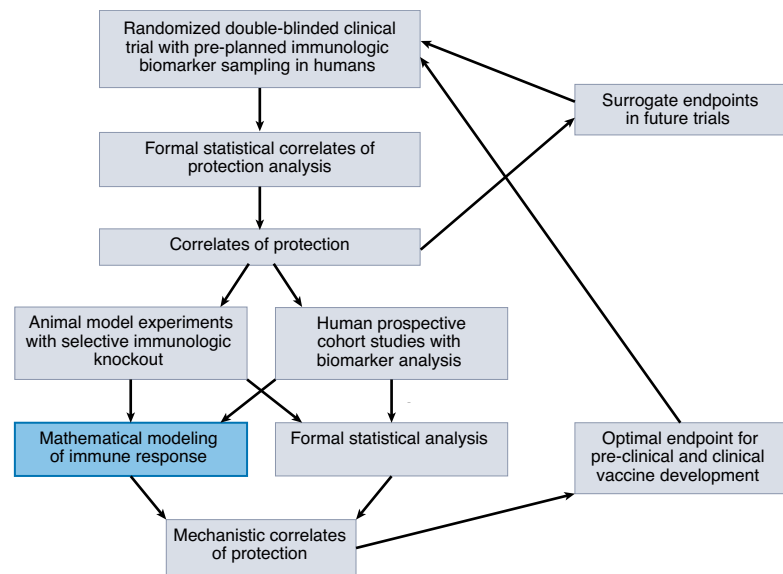 Randomized double-blinded clinical
trial with pre-planned immunologic
biomarker sampling in humans
Surrogate endpoints
in future trials
Formal statistical correlates of
protection analysis
Correlates of protection
Animal model experiments
with selective immunologic
knockout
Human prospective
cohort studies with
biomarker analysis
Mathematical modeling
of immune response
Formal statistical analysis
Optimal endpoint for
pre-clinical and clinical
vaccine development
Mechanistic correlates
of protection